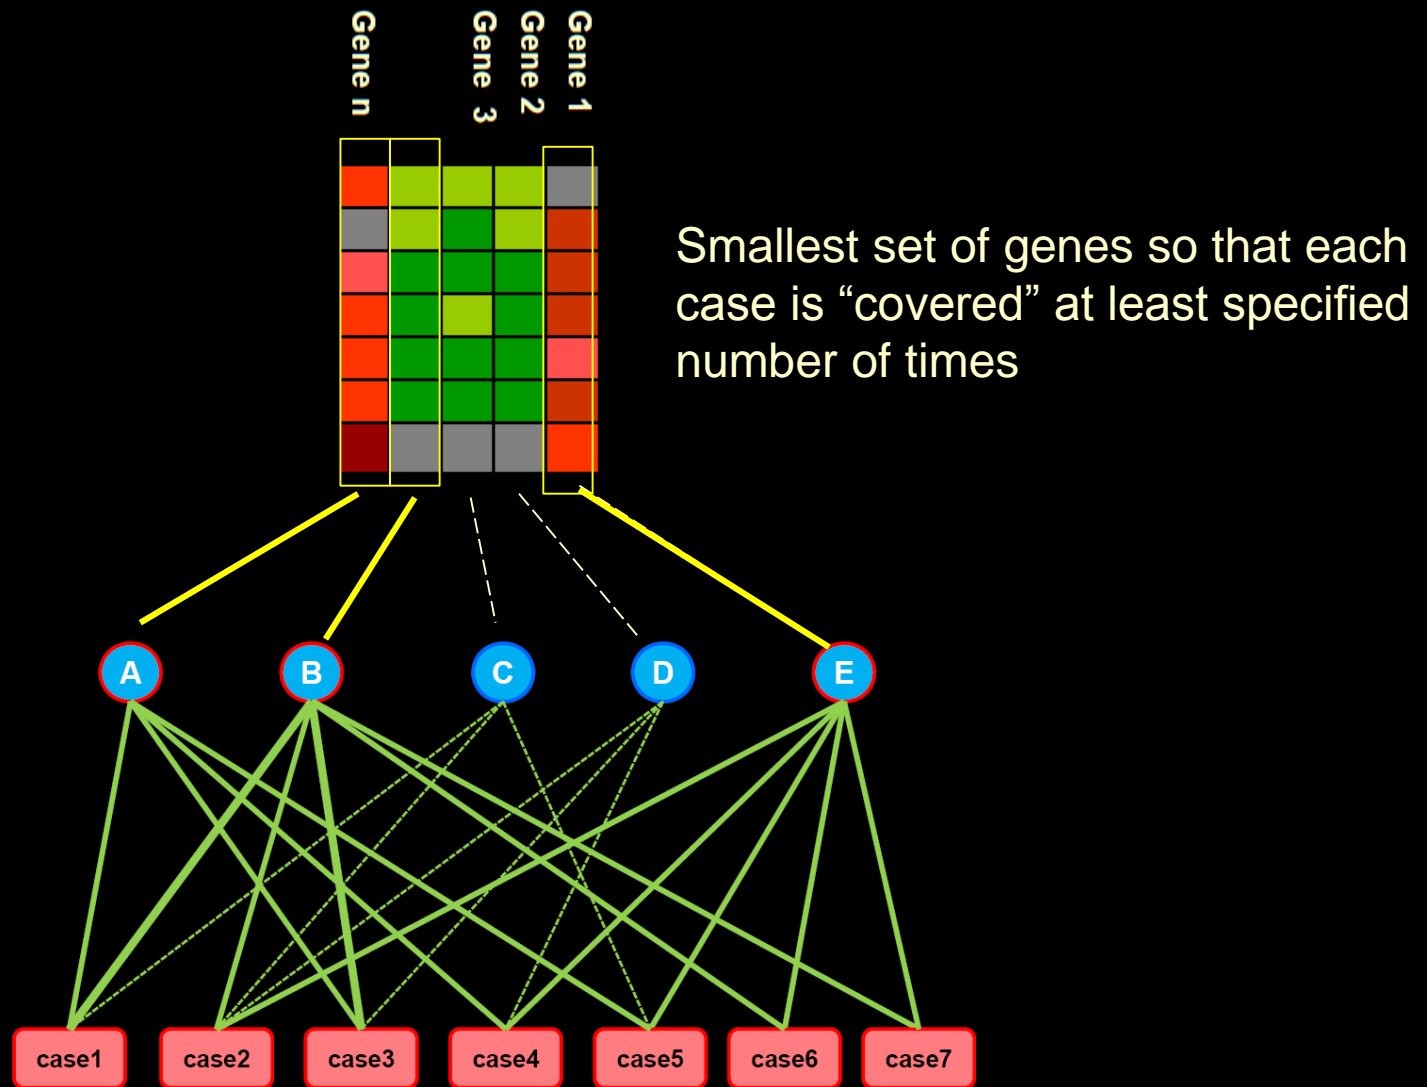 Gene n
Gene 3
Gene 2
Gene 1
Smallest set of genes so that each
case is “covered” at least specified
number of times
A
B
C
D
E
case1
case2
case3
case4
case5
case6
case7